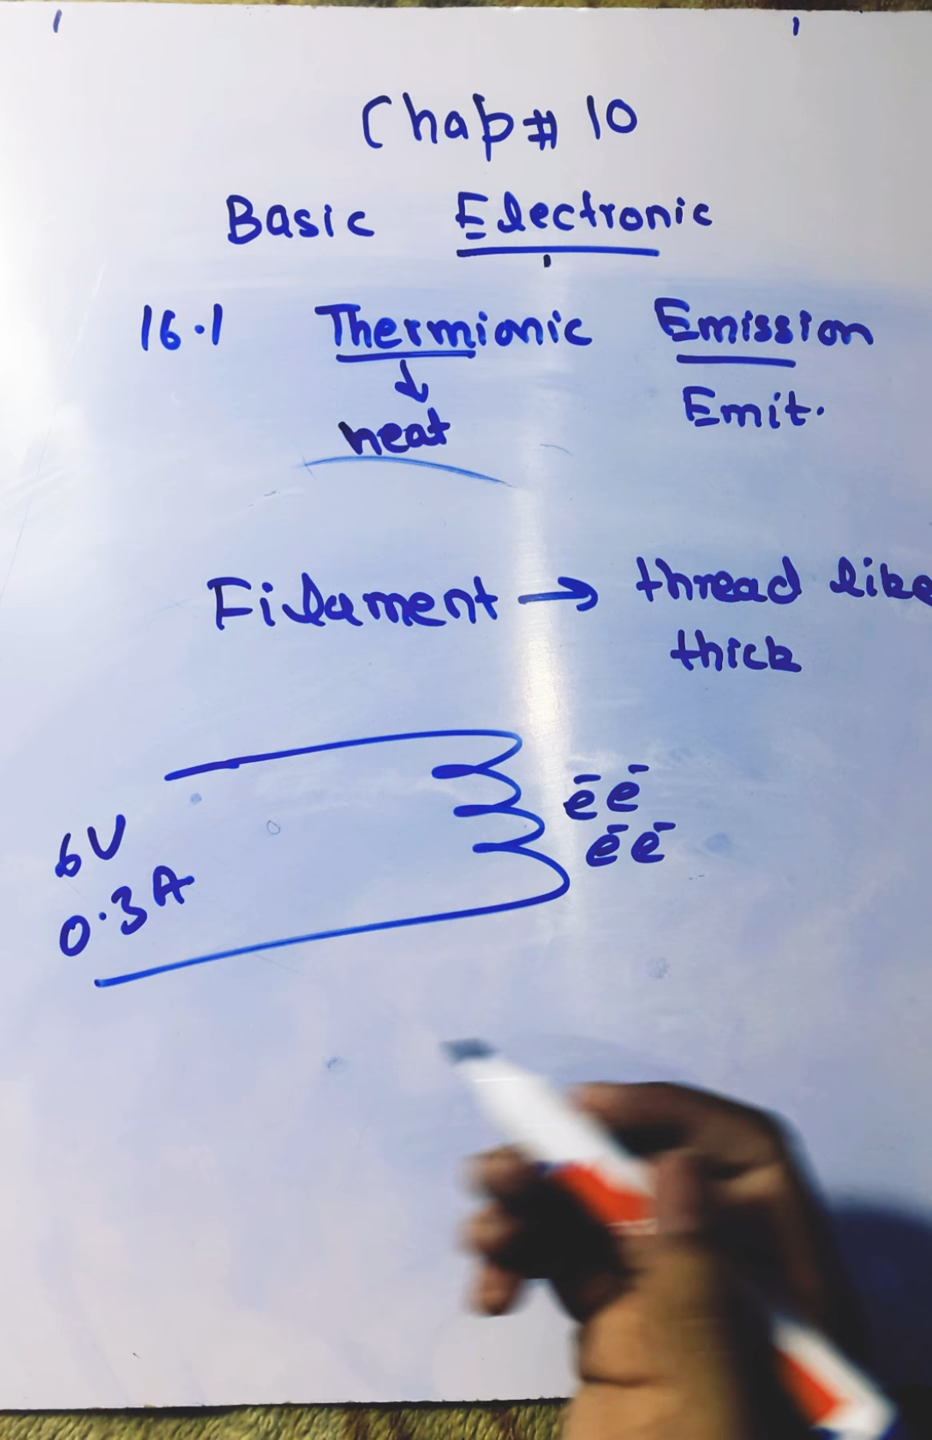 Chap# 10
Basic Electronic
16.1 Thermionic Emission
heat Emit.
Filament → thread like
thick
6V
0.3A
e⁻ e⁻
e⁻ e⁻